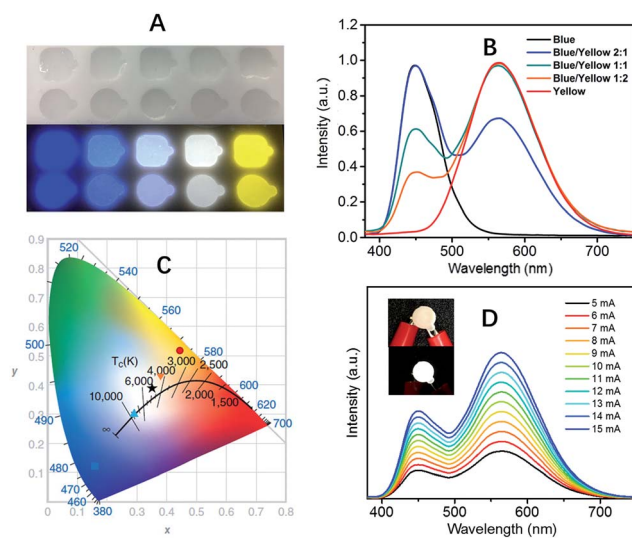 A
B
1.2
1.0
0.8
0.6
0.4
0.2
0.0
Intensity (a.u.)
400 500 600 700
Wavelength (nm)
Blue
Blue/Yellow 2:1
Blue/Yellow 1:1
Blue/Yellow 1:2
Yellow
C
0.9
0.8
0.7
0.6
0.5
0.4
0.3
0.2
0.1
y
0 0.1 0.2 0.3 0.4 0.5 0.6 0.7 0.8
x
520
540
560
580
600
620
700
500
490
480
470
460
380
Tc(K)
∞
10,000
6,000
4,000
3,000
2,500
2,000
1,500
D
Intensity (a.u.)
400 500 600 700
Wavelength (nm)
5 mA
6 mA
7 mA
8 mA
9 mA
10 mA
11 mA
12 mA
13 mA
14 mA
15 mA